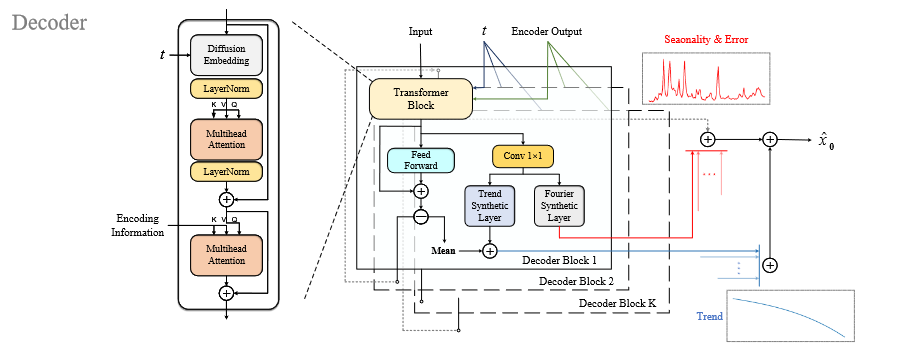 Decoder
Diffusion
Embedding
t
LayerNorm
K V Q
Multihead
Attention
LayerNorm
Encoding
Information
K V Q
Multihead
Attention
Input
t
Encoder Output
Transformer
Block
Feed
Forward
Conv 1×1
Trend
Synthetic
Layer
Fourier
Synthetic
Layer
Mean
Decoder Block 1
Decoder Block 2
Decoder Block K
Seaonality & Error
...
x̂₀
...
Trend